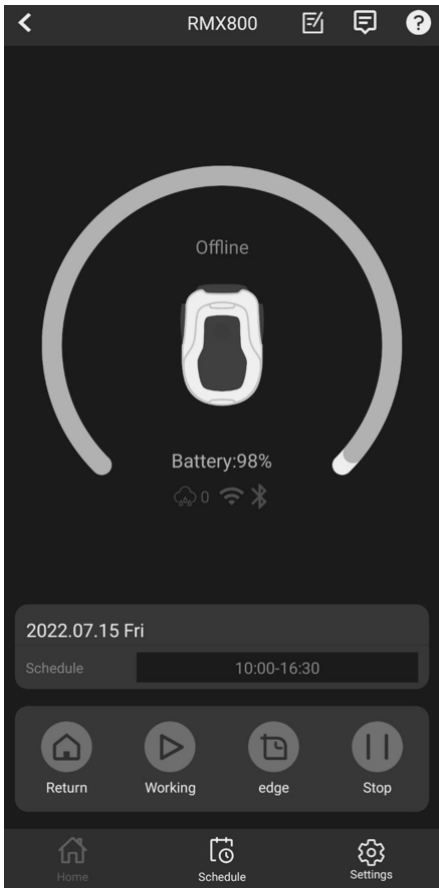 RMX800
?
Offline
Battery:98%
0
2022.07.15 Fri
Schedule 10:00-16:30
Return Working edge Stop
Home Schedule Settings